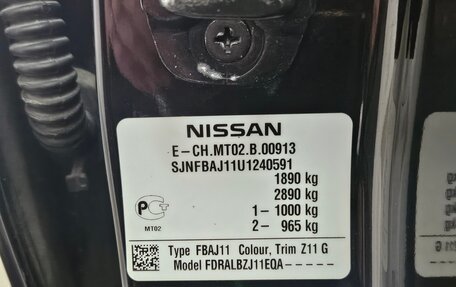 NISSAN
E-CH.MT02.B.00913
SJNFBAJ11U1240591
1890 kg
2890 kg
1- 1000 kg
2- 965 kg
MT02
Type FBAJ11 Colour, Trim Z11 G
Model FDRALBZJ11EQA-----